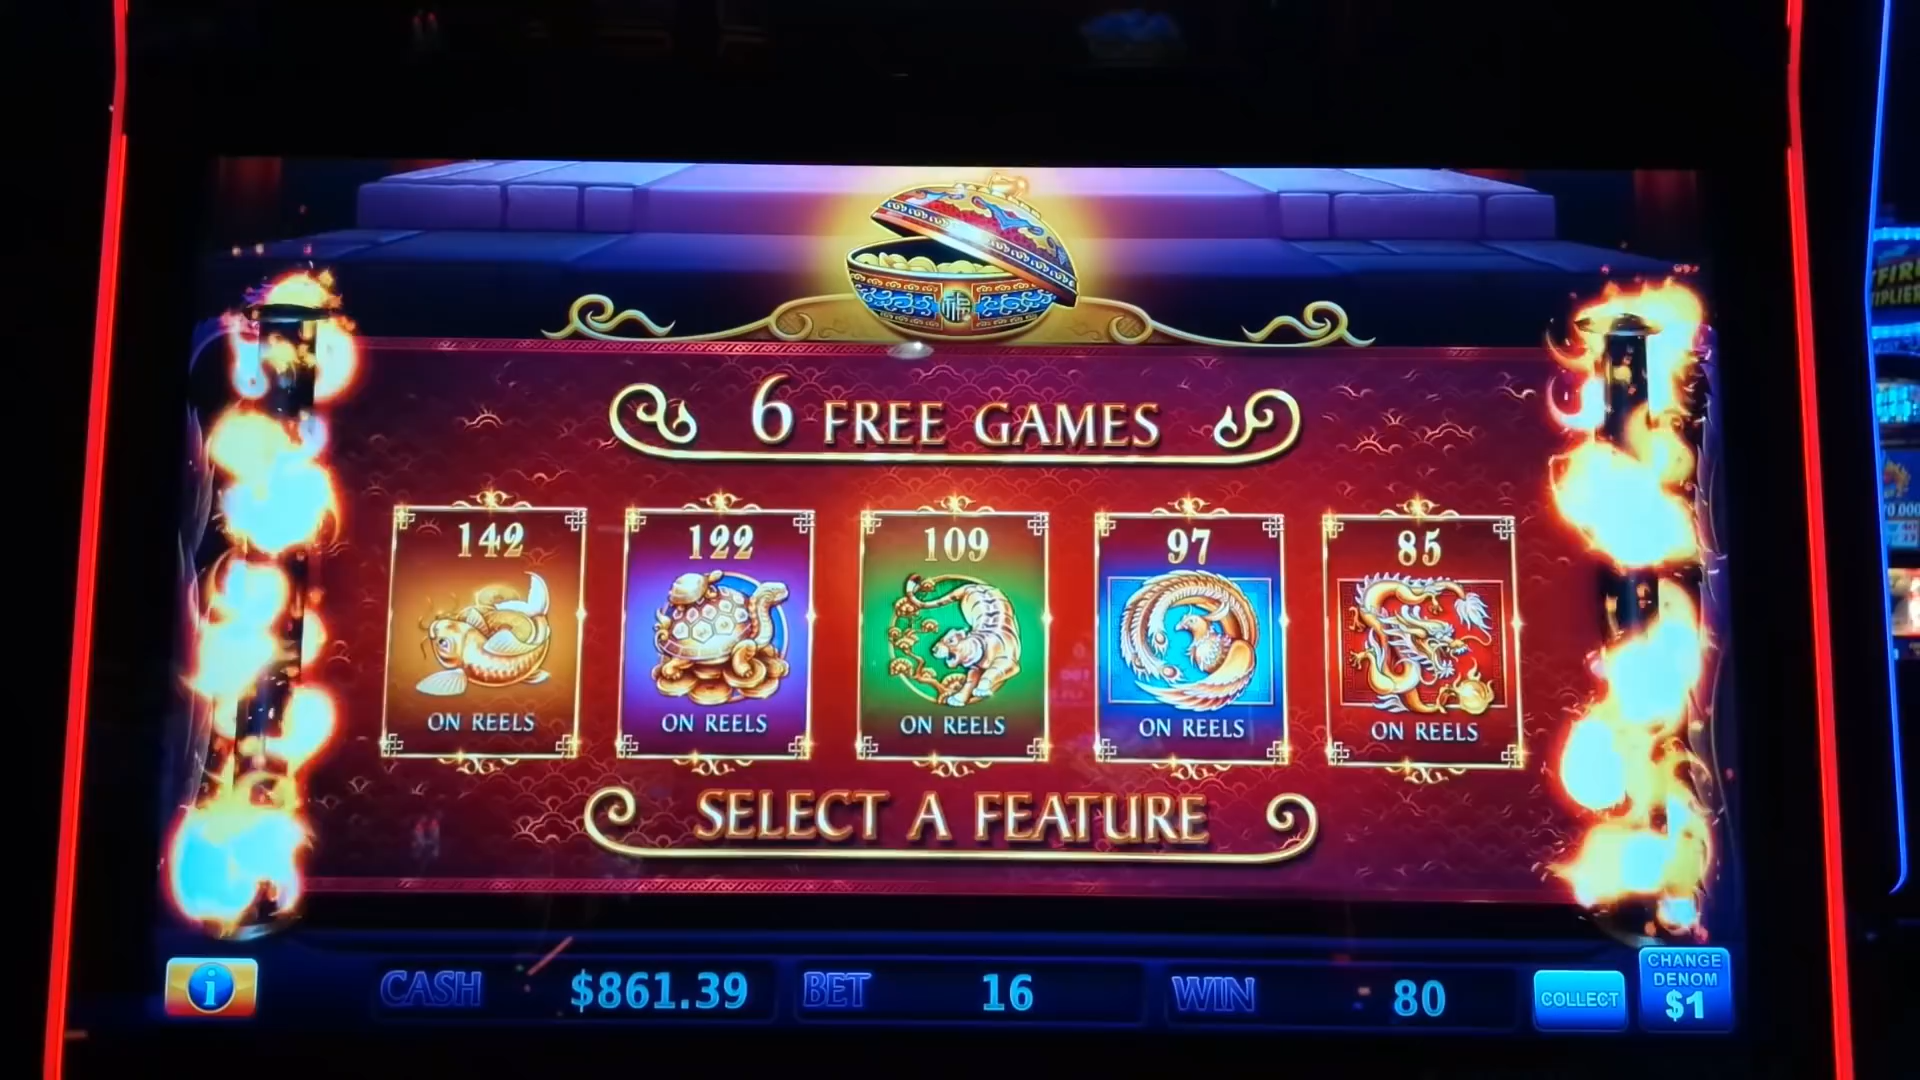 6 FREE GAMES
142 122 109 97 85
ON REELS ON REELS ON REELS ON REELS ON REELS
SELECT A FEATURE
CASH $861.39 BET 16 WIN 80 COLLECT
CHANGE
DENOM
$1
福